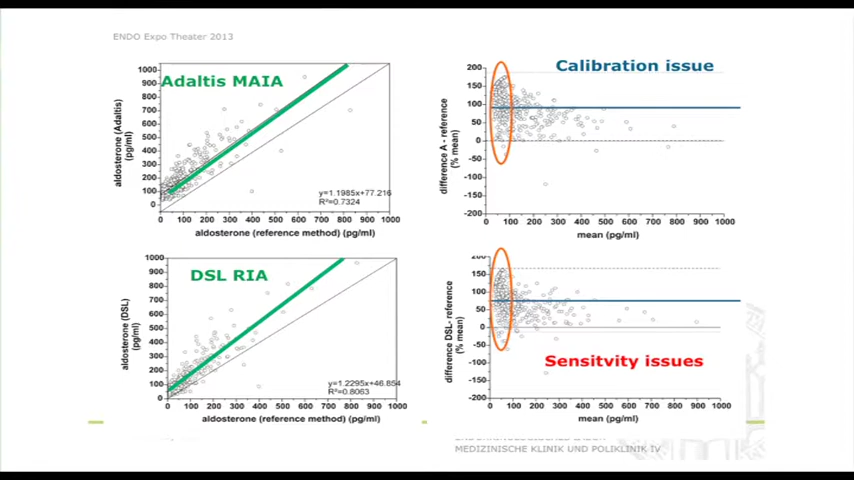 ENDO Expo Theater 2013
Adaltis MAIA
1000
900
800
700
600
500
400
300
200
100
0
aldosterone (Adaltis)
(pg/ml)
y=1.1985x+77.216
R²=0.7324
0 100 200 300 400 500 600 700 800 900 1000
aldosterone (reference method) (pg/ml)
Calibration issue
200
150
100
50
0
-50
-100
-150
-200
difference A - reference
(% mean)
0 100 200 300 400 500 600 700 800 900 1000
mean (pg/ml)
DSL RIA
1000
900
800
700
600
500
400
300
200
100
0
aldosterone (DSL)
(pg/ml)
y=1.2295x+46.854
R²=0.8063
0 100 200 300 400 500 600 700 800 900 1000
aldosterone (reference method) (pg/ml)
200
150
100
50
0
-50
-100
-150
-200
difference DSL- reference
(% mean)
Sensitvity issues
0 100 200 300 400 500 600 700 800 900 1000
mean (pg/ml)
MEDIZINISCHE KLINIK UND POLIKLINIK IV